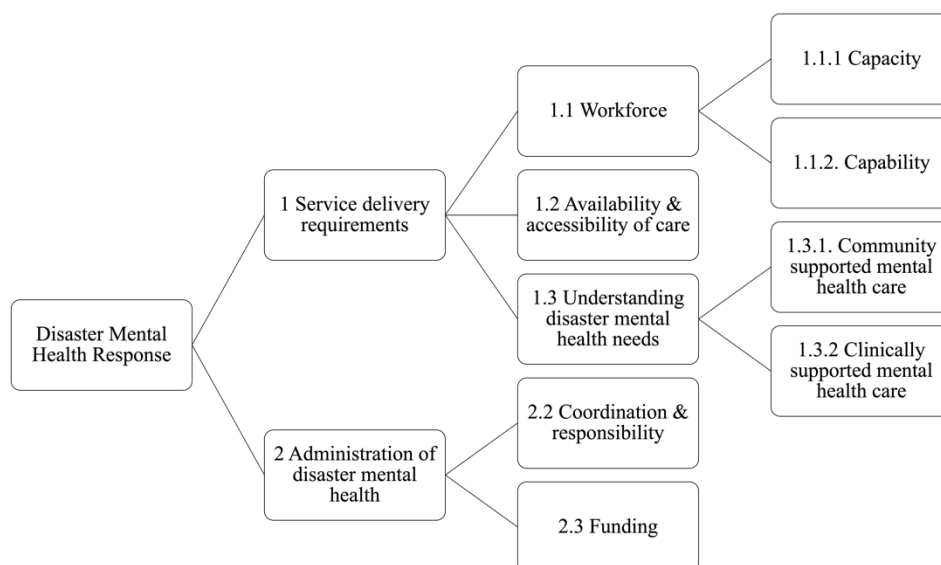 Disaster Mental
Health Response
1 Service delivery
requirements
1.1 Workforce
1.1.1 Capacity
1.1.2. Capability
1.2 Availability &
accessibility of care
1.3 Understanding
disaster mental
health needs
1.3.1. Community
supported mental
health care
1.3.2 Clinically
supported mental
health care
2 Administration of
disaster mental
health
2.2 Coordination &
responsibility
2.3 Funding